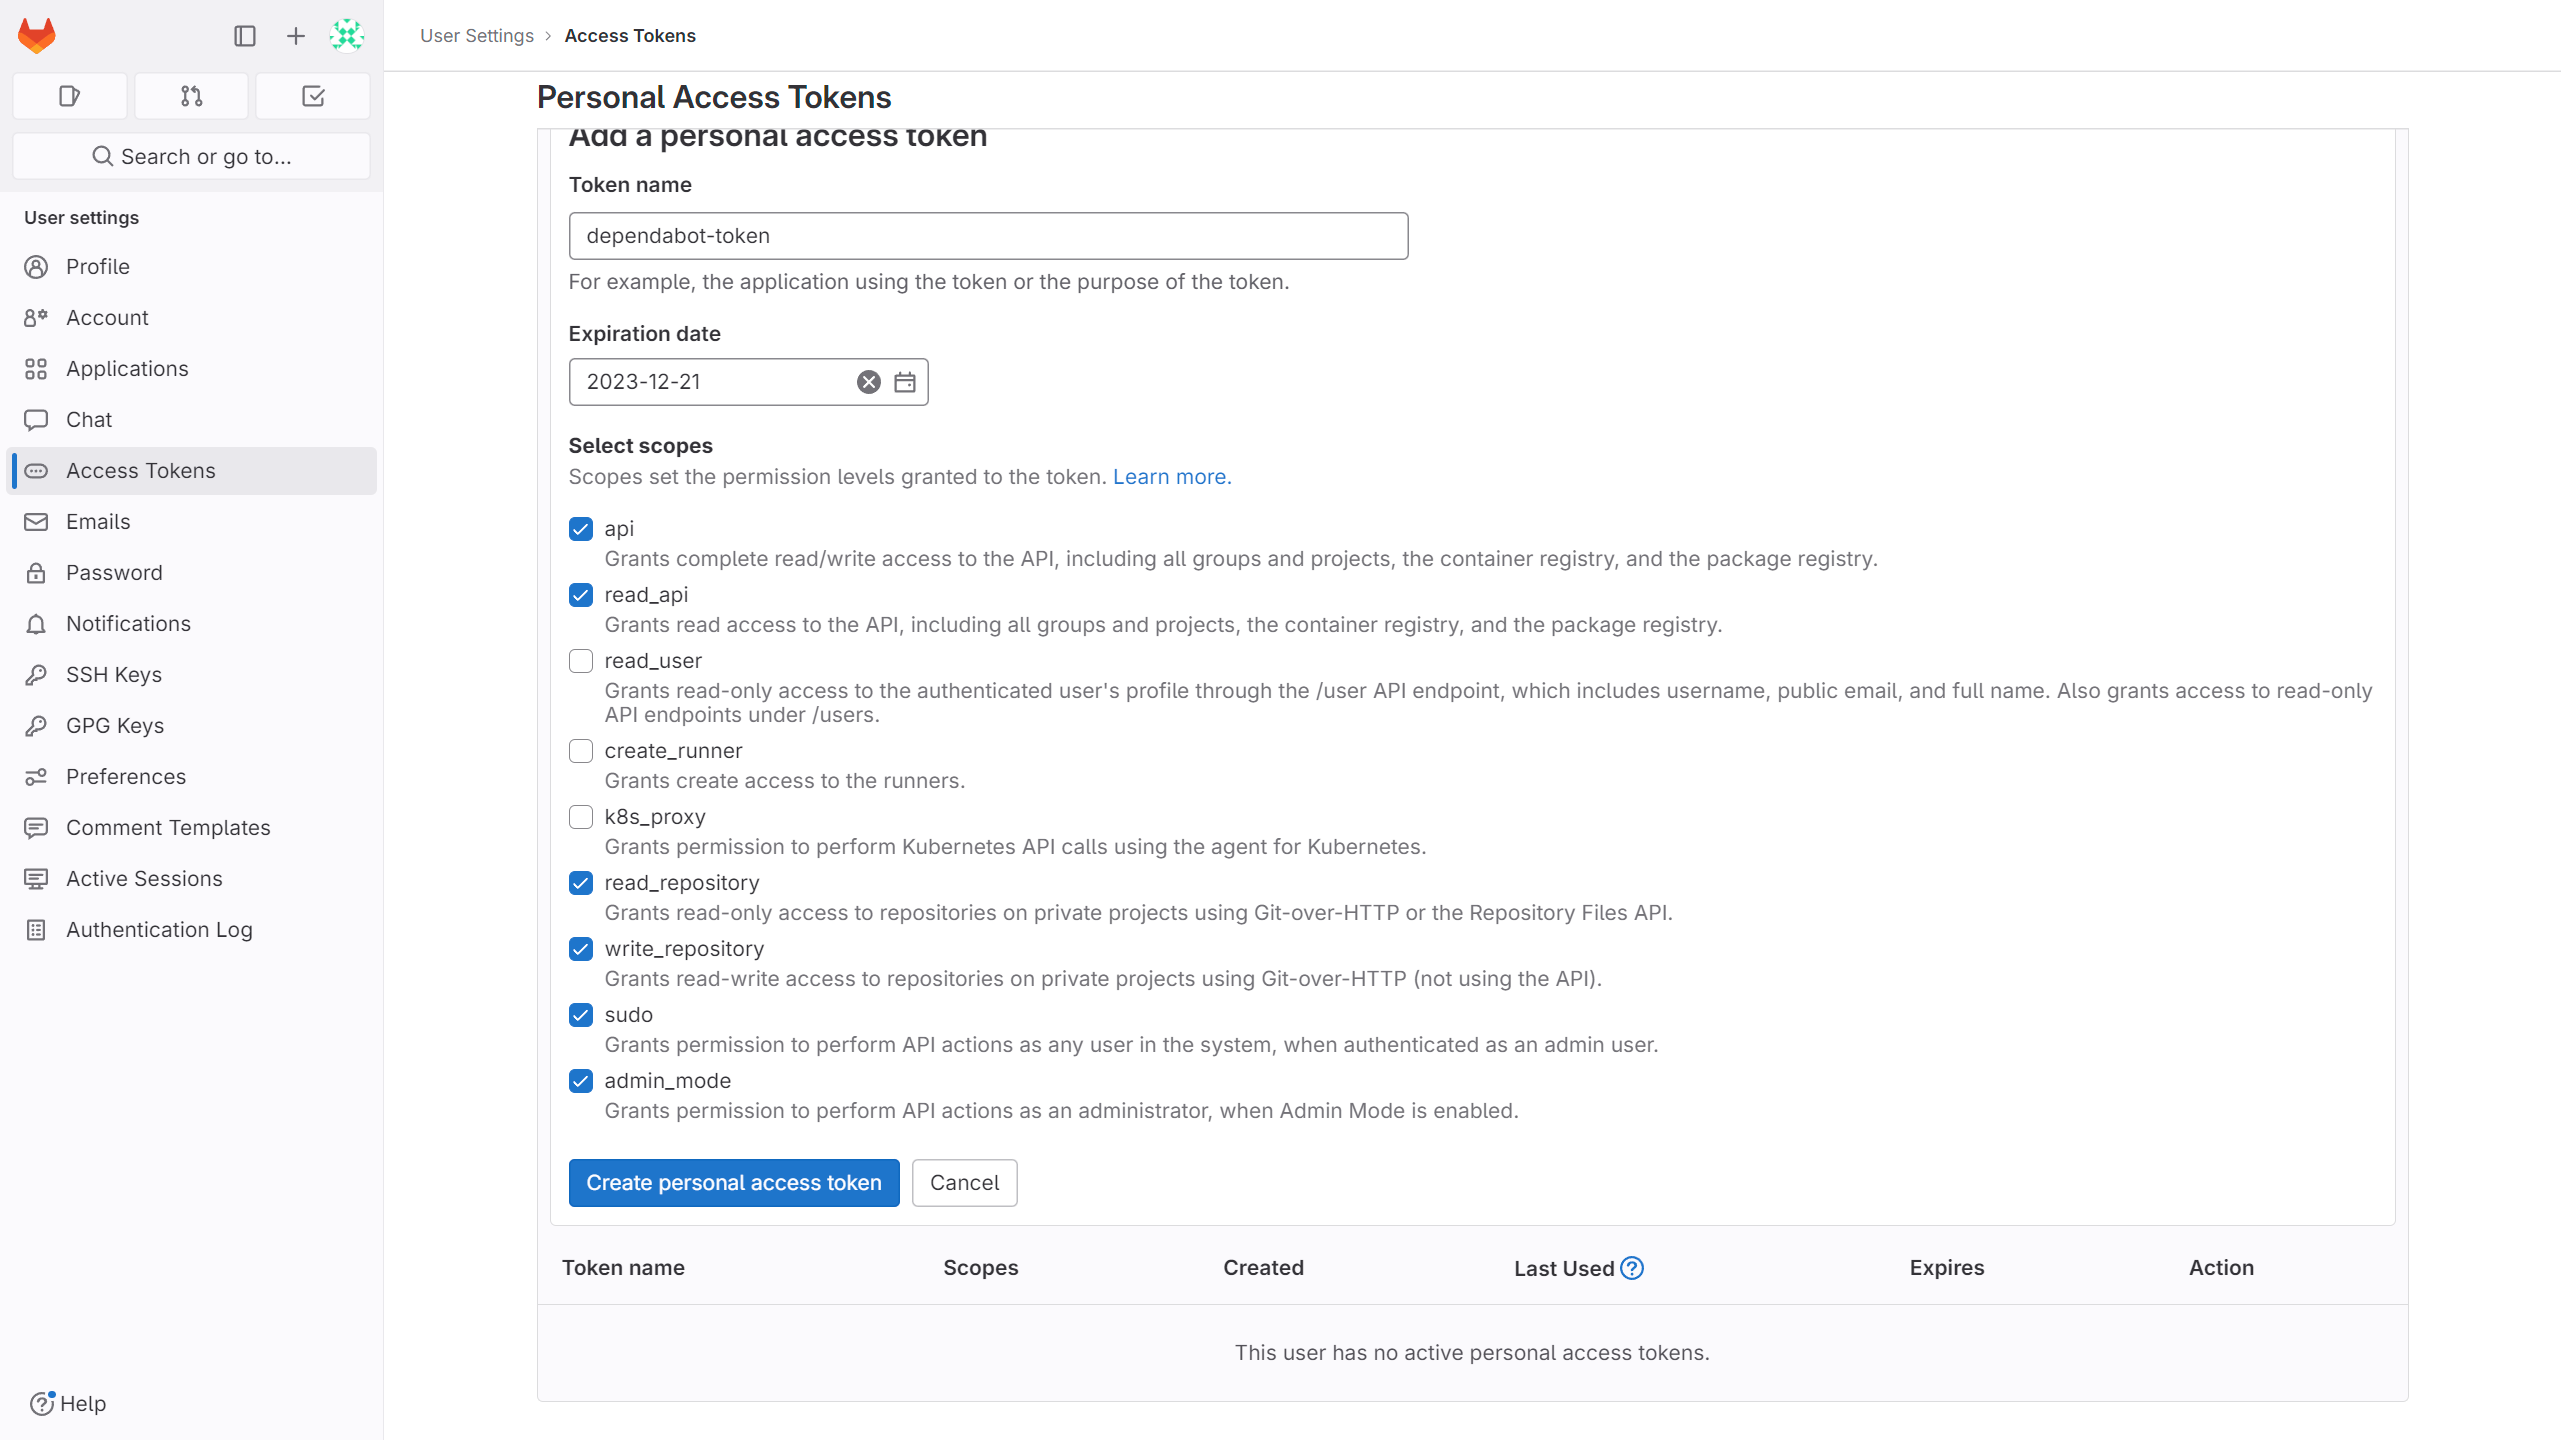 User Settings › Access Tokens
Search or go to...
User settings
Profile
Account
Applications
Chat
Access Tokens
Emails
Password
Notifications
SSH Keys
GPG Keys
Preferences
Comment Templates
Active Sessions
Authentication Log
Help
Personal Access Tokens
Add a personal access token
Token name
dependabot-token
For example, the application using the token or the purpose of the token.
Expiration date
2023-12-21
Select scopes
Scopes set the permission levels granted to the token. Learn more.
api
Grants complete read/write access to the API, including all groups and projects, the container registry, and the package registry.
read_api
Grants read access to the API, including all groups and projects, the container registry, and the package registry.
read_user
Grants read-only access to the authenticated user's profile through the /user API endpoint, which includes username, public email, and full name. Also grants access to read-only
API endpoints under /users.
create_runner
Grants create access to the runners.
k8s_proxy
Grants permission to perform Kubernetes API calls using the agent for Kubernetes.
read_repository
Grants read-only access to repositories on private projects using Git-over-HTTP or the Repository Files API.
write_repository
Grants read-write access to repositories on private projects using Git-over-HTTP (not using the API).
sudo
Grants permission to perform API actions as any user in the system, when authenticated as an admin user.
admin_mode
Grants permission to perform API actions as an administrator, when Admin Mode is enabled.
Create personal access token Cancel
Token name Scopes Created Last Used Expires Action
This user has no active personal access tokens.